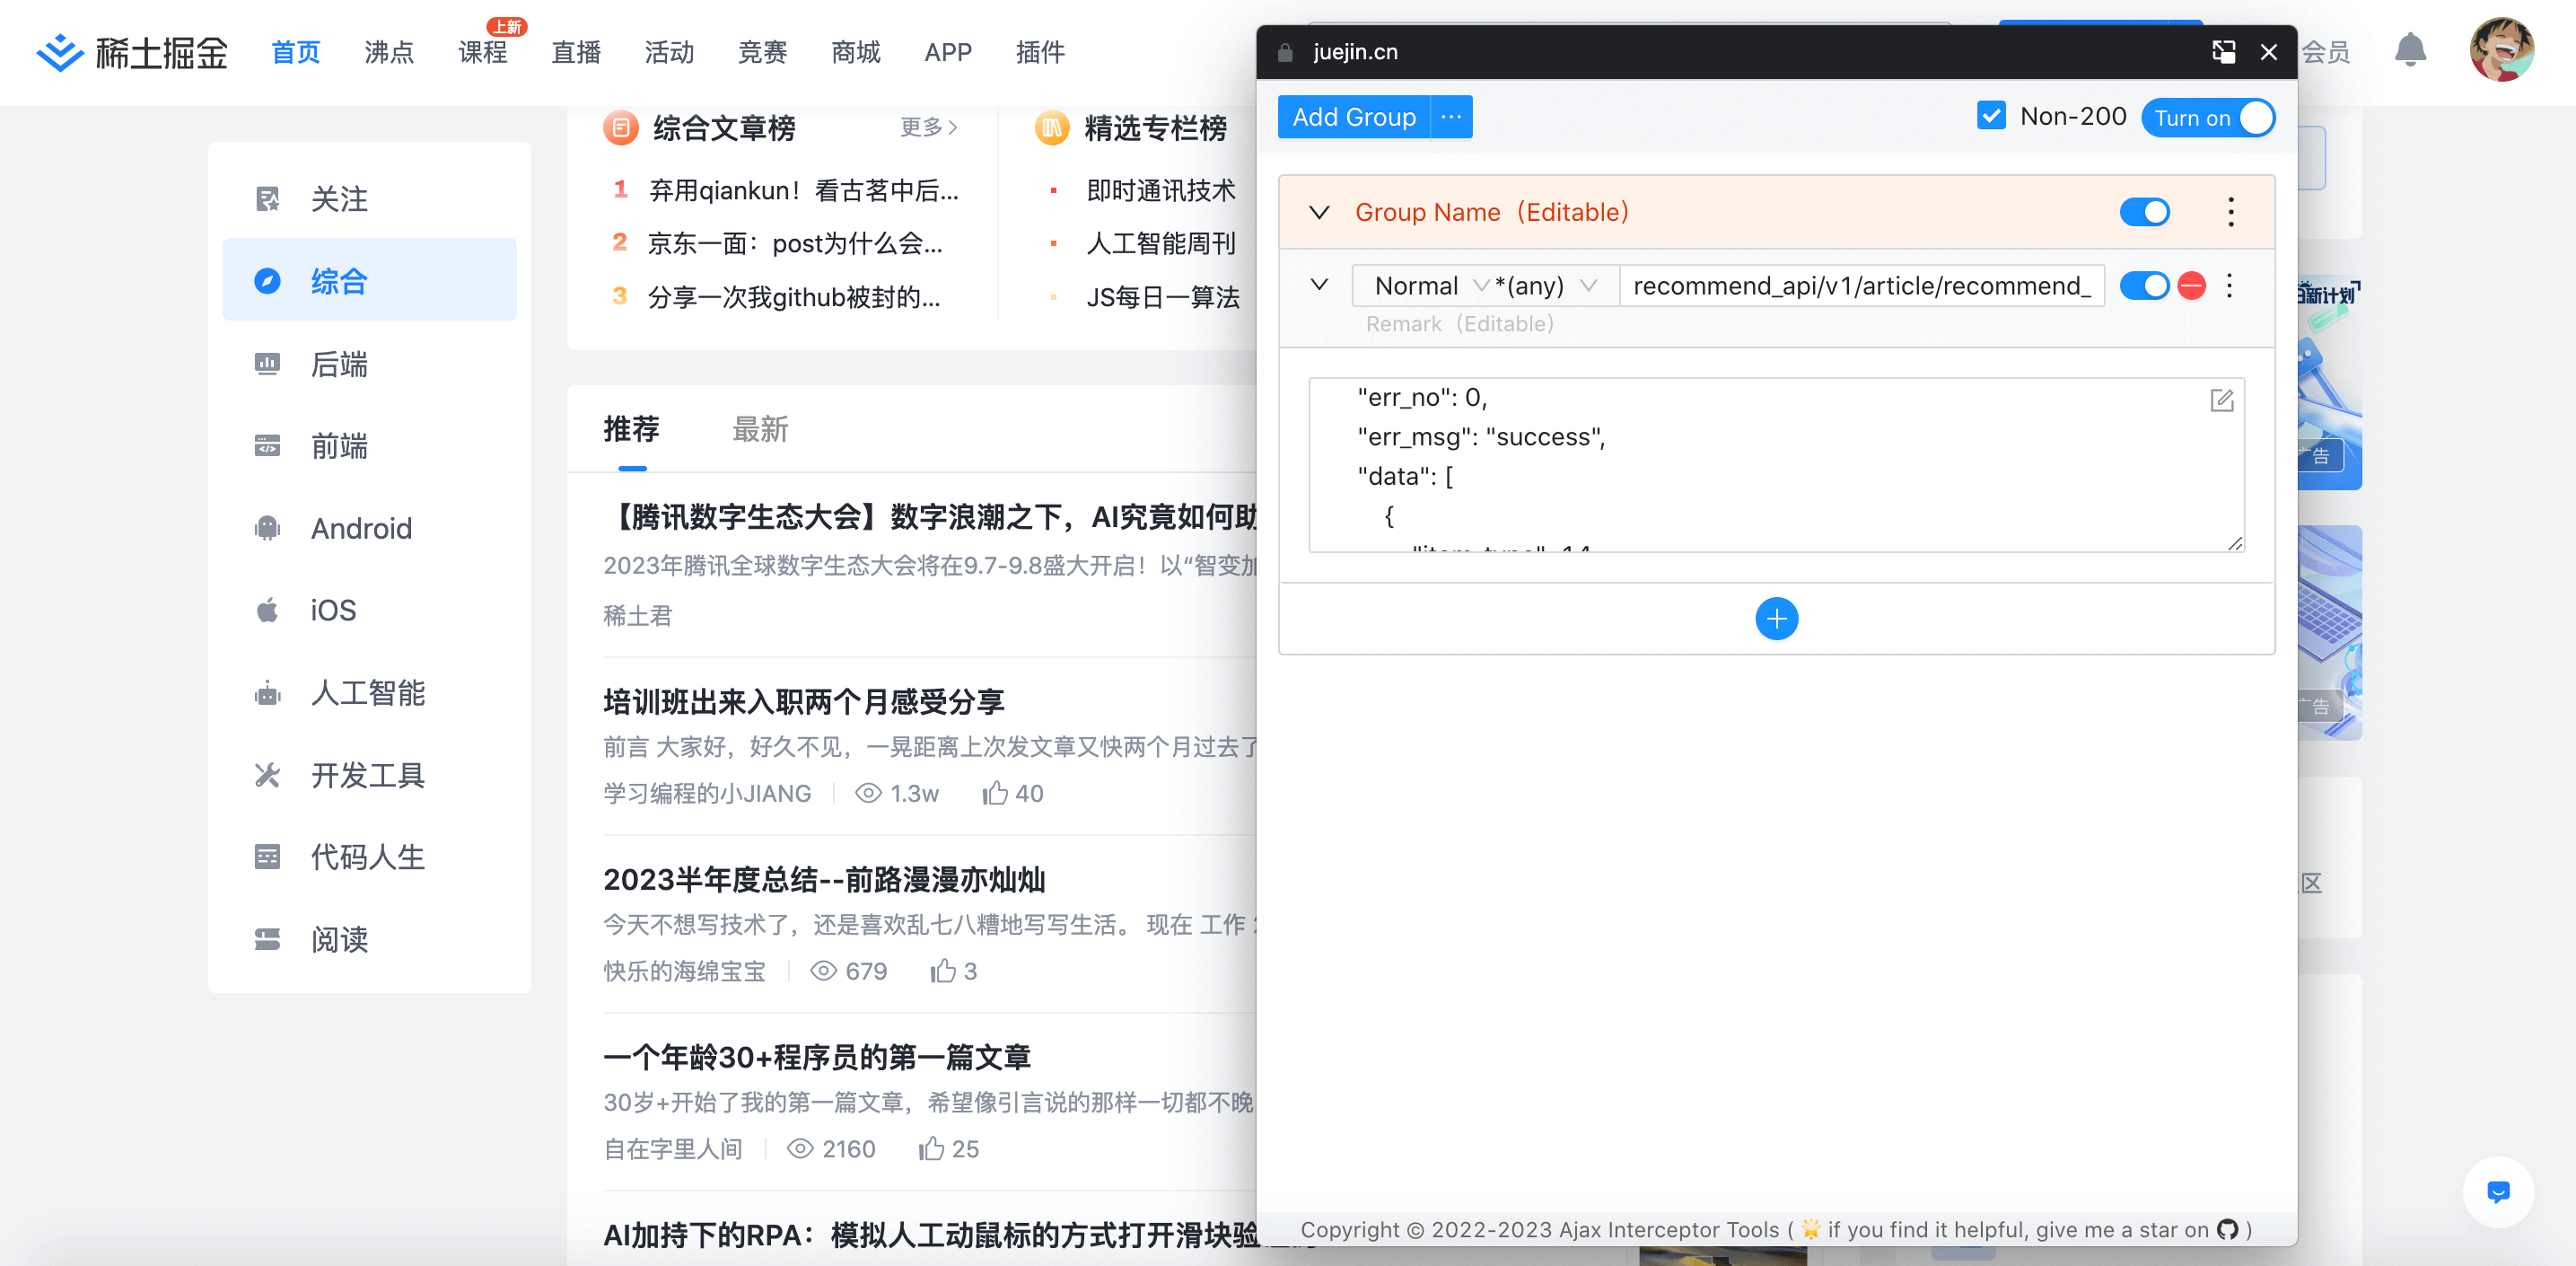 稀土掘金
首页
沸点
课程
上新
直播
活动
竞赛
商城
APP
插件
会员
关注
综合
后端
前端
Android
iOS
人工智能
开发工具
代码人生
阅读
综合文章榜
更多
1 弃用qiankun！看古茗中后...
2 京东一面：post为什么会...
3 分享一次我github被封的...
精选专栏榜
即时通讯技术
人工智能周刊
JS每日一算法
推荐
最新
【腾讯数字生态大会】数字浪潮之下，AI究竟如何助
2023年腾讯全球数字生态大会将在9.7-9.8盛大开启！以“智变加
稀土君
培训班出来入职两个月感受分享
前言 大家好，好久不见，一晃距离上次发文章又快两个月过去了
学习编程的小JIANG
1.3w
40
2023半年度总结--前路漫漫亦灿灿
今天不想写技术了，还是喜欢乱七八糟地写写生活。 现在 工作
快乐的海绵宝宝
679
3
一个年龄30+程序员的第一篇文章
30岁+开始了我的第一篇文章，希望像引言说的那样一切都不晚
自在字里人间
2160
25
AI加持下的RPA：模拟人工动鼠标的方式打开滑块验
juejin.cn
Add Group
···
Non-200
Turn on
Group Name（Editable）
Normal
*(any)
recommend_api/v1/article/recommend_
Remark（Editable）
"err_no": 0,
"err_msg": "success",
"data": [
{
"item_type": 14
Copyright © 2022-2023 Ajax Interceptor Tools ( 🌟 if you find it helpful, give me a star on )
新计划
广告
广告
区